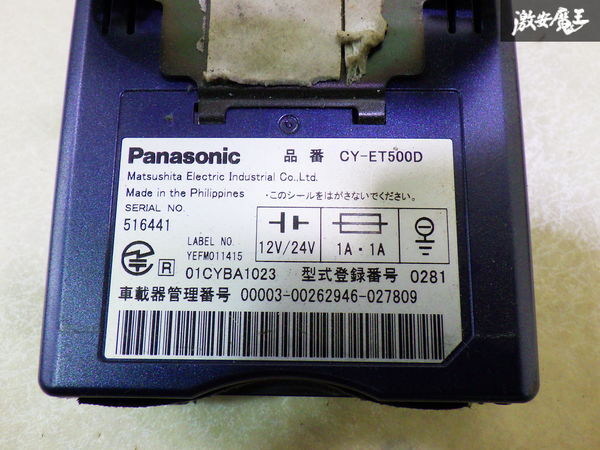 激安魔王
Panasonic 品番 CY-ET500D
Matsushita Electric Industrial Co.,Ltd.
Made in the Philippines ・このシールをはがさないでください。
SERIAL NO.
516441
LABEL NO.
YEFM011415
12V/24V 1A・1A
R 01CYBA1023 型式登録番号 0281
車載器管理番号 00003-00262946-027809